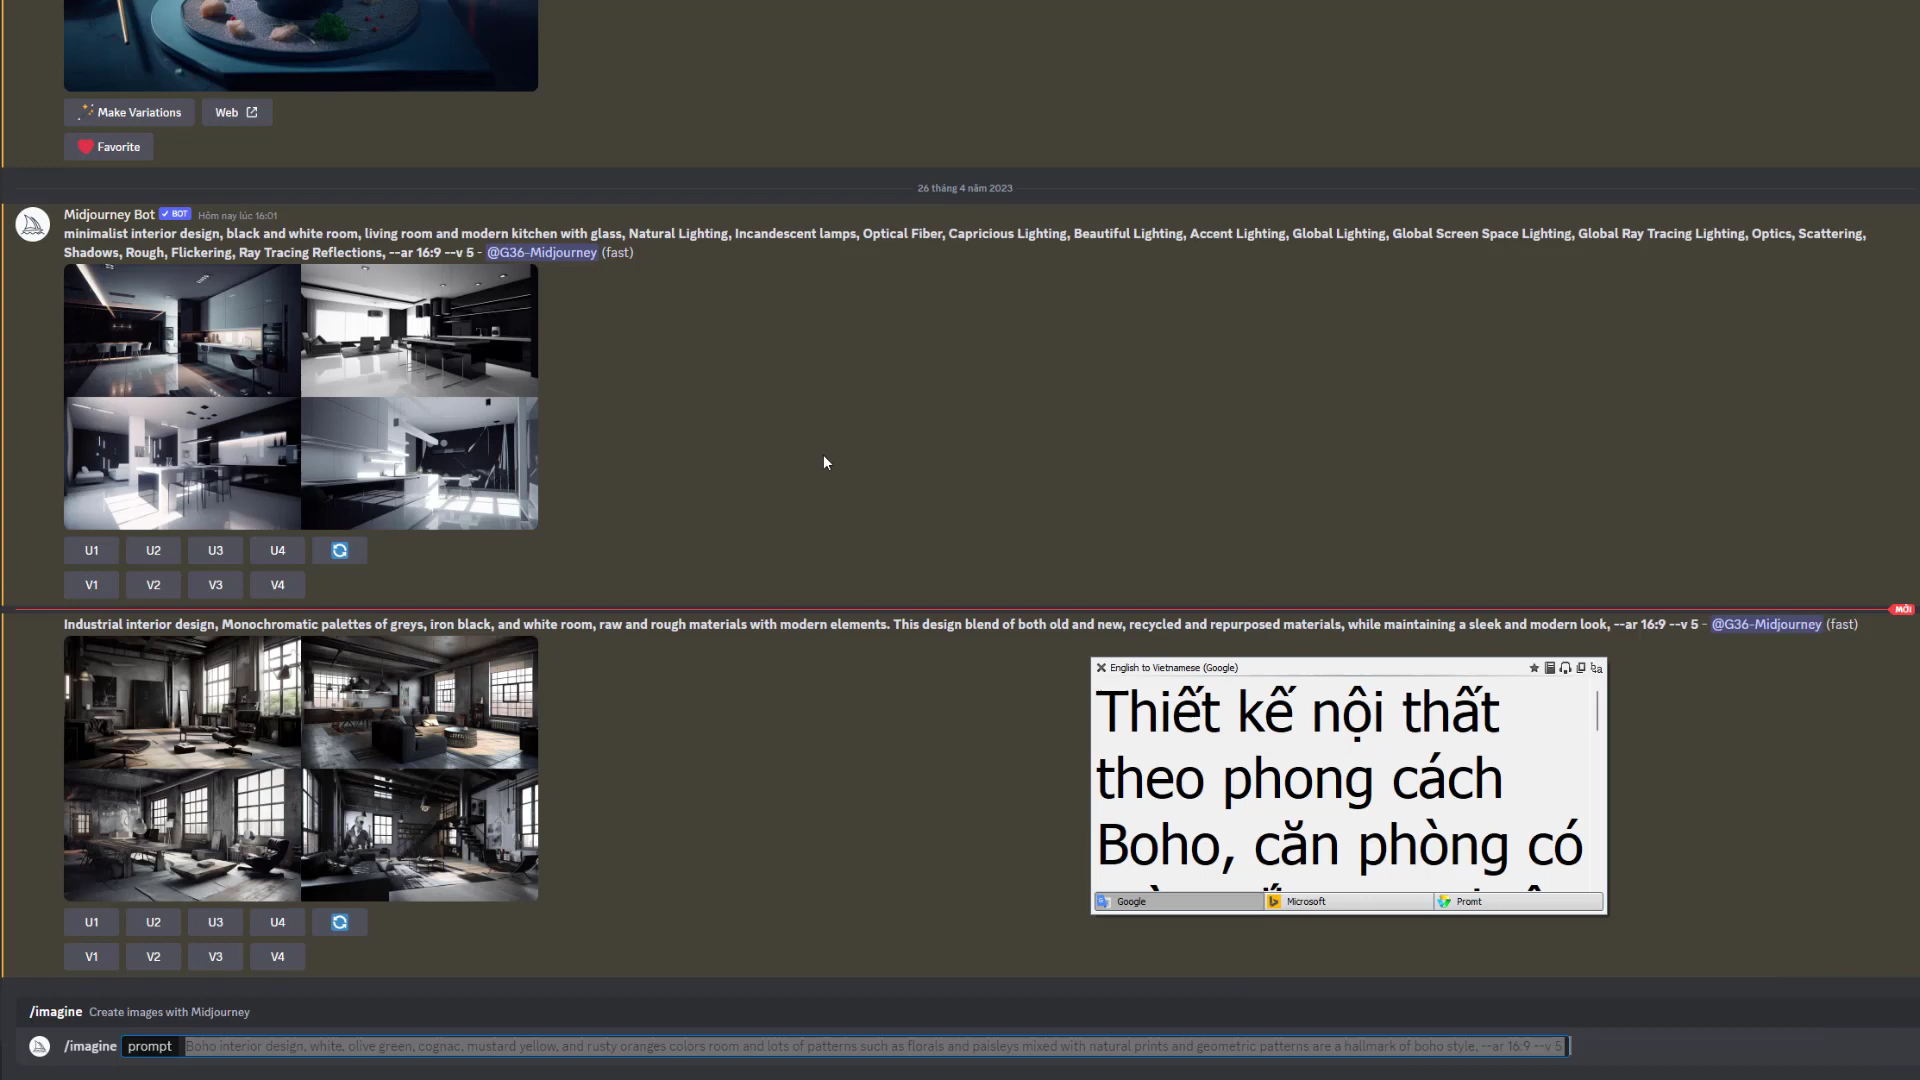 Make Variations
Web
Favorite
26 tháng 4 năm 2023
Midjourney Bot BOT Hôm nay lúc 16:01
minimalist interior design, black and white room, living room and modern kitchen with glass, Natural Lighting, Incandescent lamps, Optical Fiber, Capricious Lighting, Beautiful Lighting, Accent Lighting, Global Lighting, Global Screen Space Lighting, Global Ray Tracing Lighting, Optics, Scattering,
Shadows, Rough, Flickering, Ray Tracing Reflections, --ar 16:9 --v 5 - @G36-Midjourney (fast)
U1 U2 U3 U4
V1 V2 V3 V4
MỚI
Industrial interior design, Monochromatic palettes of greys, iron black, and white room, raw and rough materials with modern elements. This design blend of both old and new, recycled and repurposed materials, while maintaining a sleek and modern look, --ar 16:9 --v 5 - @G36-Midjourney (fast)
English to Vietnamese (Google)
Thiết kế nội thất
theo phong cách
Boho, căn phòng có
Google Microsoft Promt
U1 U2 U3 U4
V1 V2 V3 V4
/imagine Create images with Midjourney
/imagine prompt Boho interior design, white, olive green, cognac, mustard yellow, and rusty oranges colors room and lots of patterns such as florals and paisleys mixed with natural prints and geometric patterns are a hallmark of boho style, --ar 16:9 --v 5